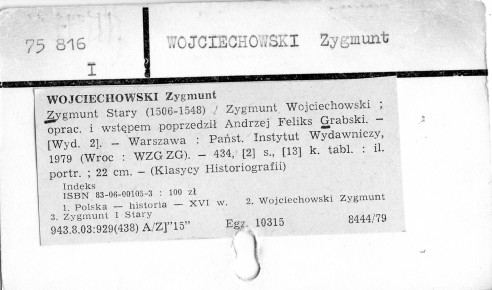 75 816
I
WOJCIECHOWSKI Zygmunt
WOJCIECHOWSKI Zygmunt
Zygmunt Stary (1506-1548) / Zygmunt Wojciechowski ;
oprac. i wstępem poprzedził Andrzej Feliks Grabski. —
[Wyd. 2]. — Warszawa : Państ. Instytut Wydawniczy,
1979 (Wroc : WZG ZG). — 434, [2] s., [13] k. tabl. : il.
portr. ; 22 cm. — (Klasycy Historiografii)
Indeks
ISBN 83-06-00105-3 : 100 zł
1. Polska — historia — XVI w. 2. Wojciechowski Zygmunt
3. Zygmunt I Stary
943.8.03:929(438) A/Z]"15" Egz. 10315 8444/79